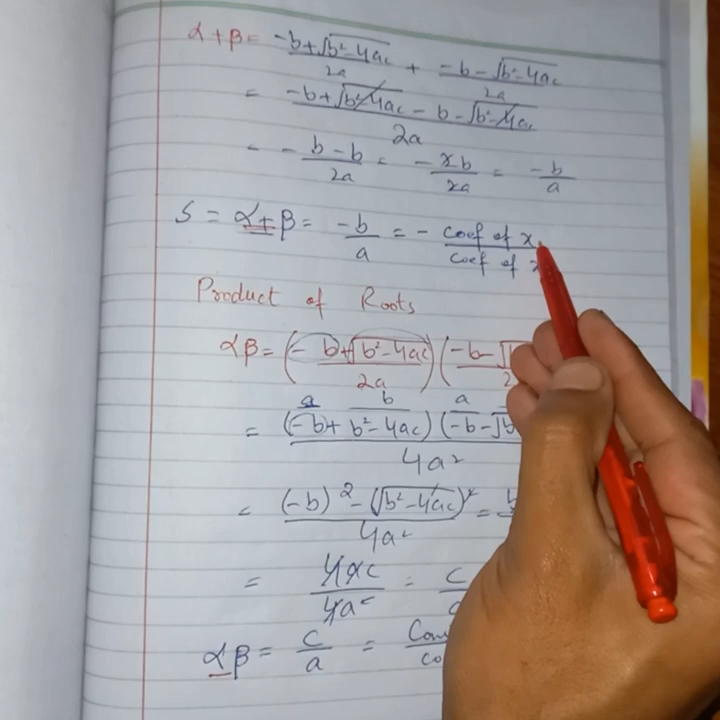 α + β = -b+√b²-4ac/2a + -b-√b²-4ac/2a
= -b+√b²-4ac - b-√b²-4ac/2a
= -b-b/2a = -2b/2a = -b/a
S = α+β = -b/a = - coef of x/coef of
Product of Roots
αβ = (-b+√b²-4ac/2a)(-b-√
a b a
= (-b+ b²-4ac)(-b-√/4a²
= (-b)²-(√b²-4ac)²/4a² =
= 4ac/4a² = c/
αβ = c/a =